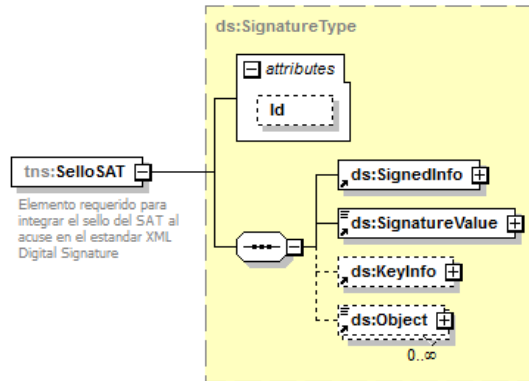 ds:SignatureType
attributes
Id
tns:SelloSAT
Elemento requerido para
integrar el sello del SAT al
acuse en el estandar XML
Digital Signature
ds:SignedInfo
ds:SignatureValue
ds:KeyInfo
ds:Object
0..∞